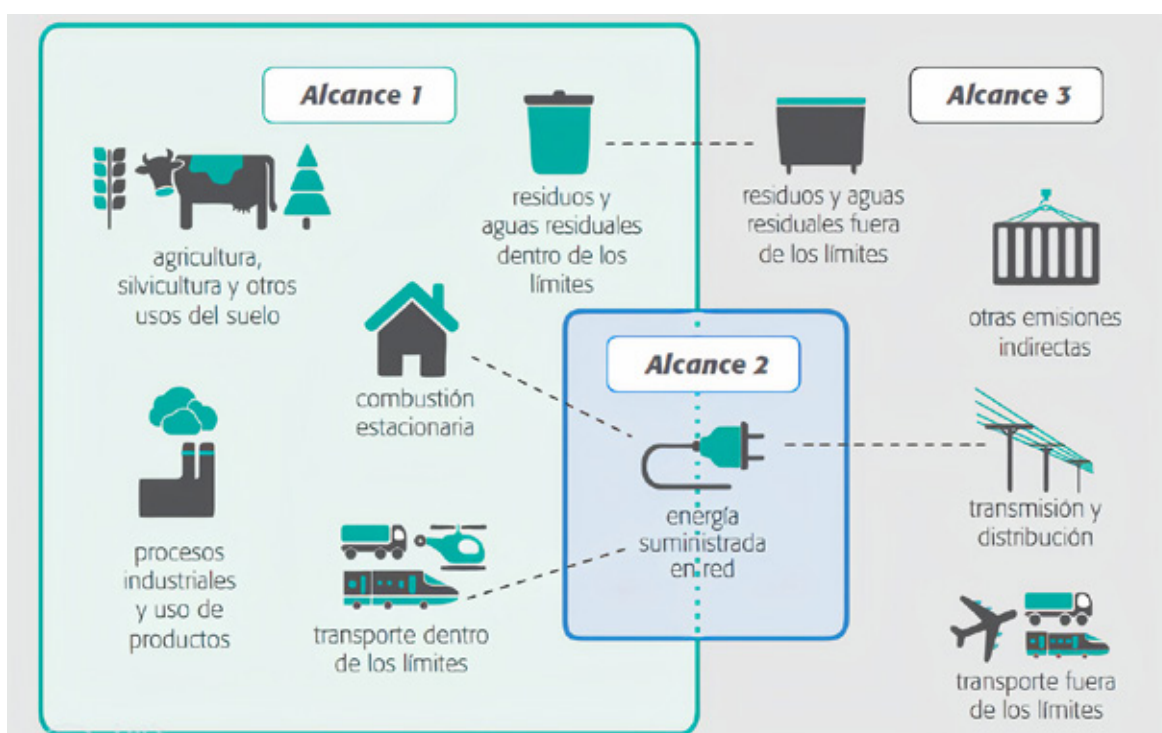 Alcance 1
Alcance 3
agricultura,
silvicultura y otros
usos del suelo
residuos y
aguas residuales
dentro de los
límites
residuos y aguas
residuales fuera
de los límites
otras emisiones
indirectas
combustión
estacionaria
Alcance 2
energía
suministrada
en red
transmisión y
distribución
procesos
industriales
y uso de
productos
transporte dentro
de los límites
transporte fuera
de los límites